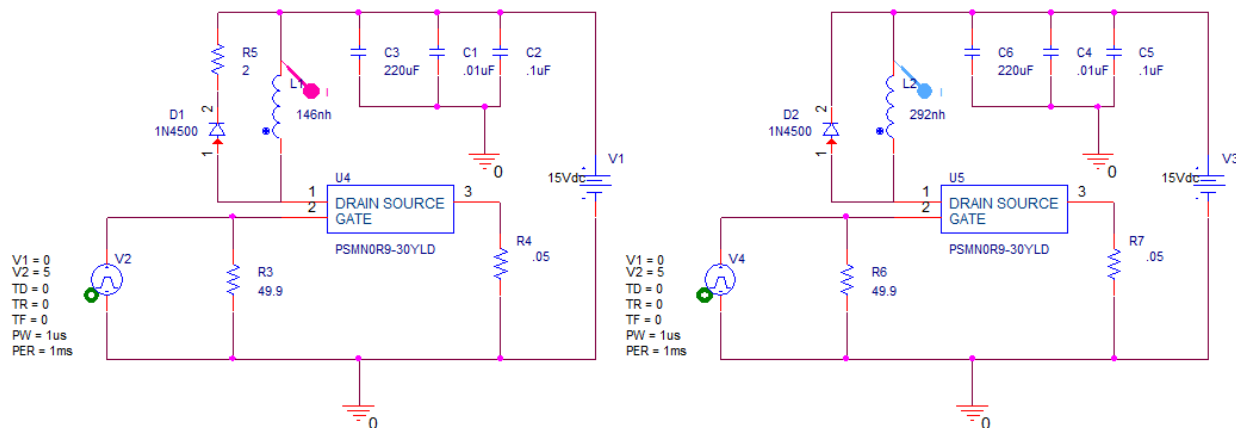 R5
2
C3
220uF
C1
.01uF
C2
.1uF
L1
I
146nh
D1
1N4500
2
1
0
V1
15Vdc
U4
1
2
3
DRAIN SOURCE
GATE
PSMN0R9-30YLD
R4
.05
V1 = 0
V2 = 5
TD = 0
TR = 0
TF = 0
PW = 1us
PER = 1ms
V2
R3
49.9
0
C6
220uF
C4
.01uF
C5
.1uF
L2
I
292nh
D2
1N4500
2
1
0
V3
15Vdc
U5
1
2
3
DRAIN SOURCE
GATE
PSMN0R9-30YLD
R7
.05
V1 = 0
V2 = 5
TD = 0
TR = 0
TF = 0
PW = 1us
PER = 1ms
V4
R6
49.9
0